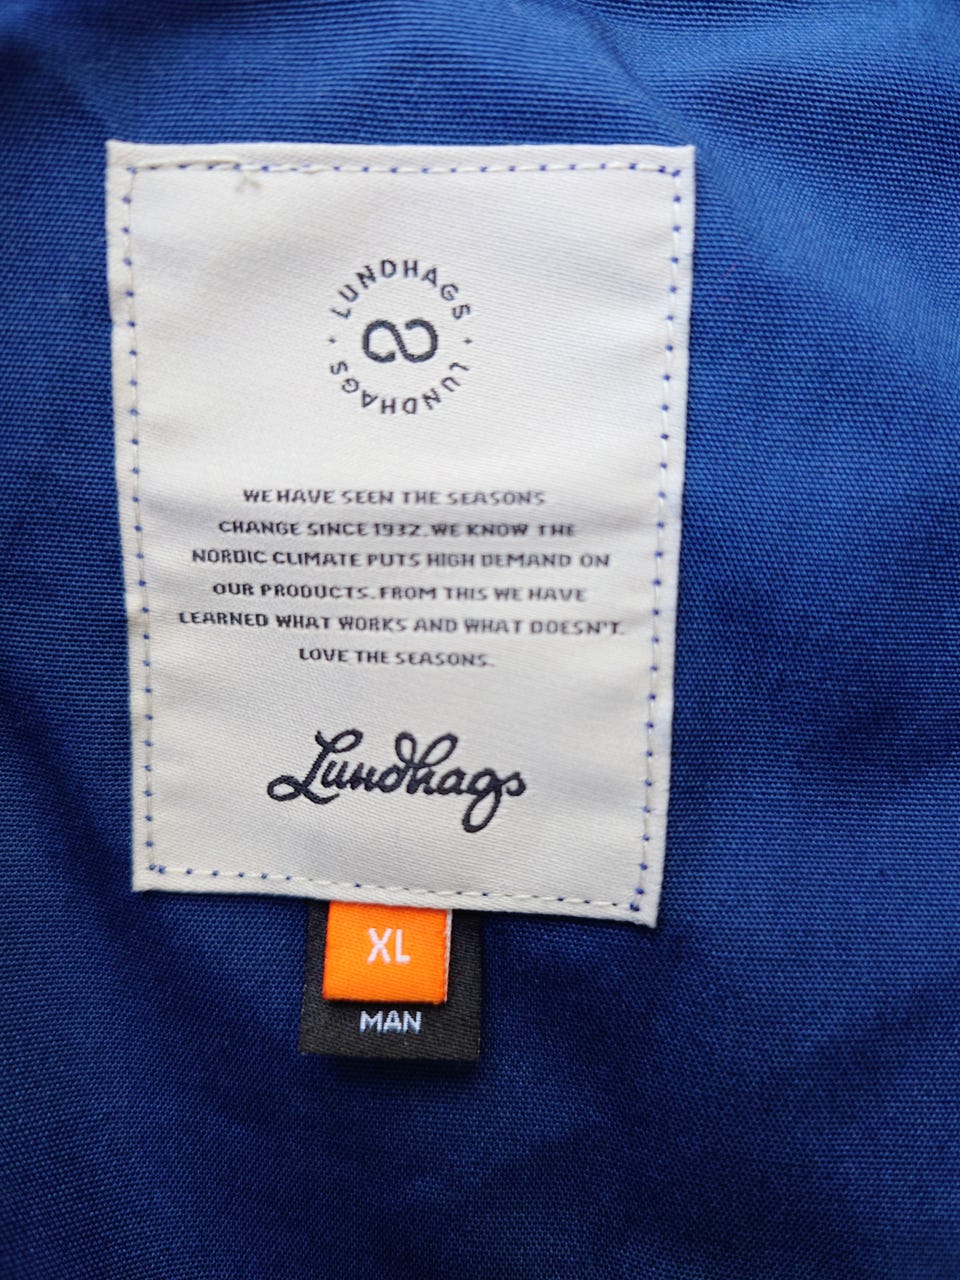 LUNDHAGS · LUNDHAGS ·
WE HAVE SEEN THE SEASONS
CHANGE SINCE 1932. WE KNOW THE
NORDIC CLIMATE PUTS HIGH DEMAND ON
OUR PRODUCTS. FROM THIS WE HAVE
LEARNED WHAT WORKS AND WHAT DOESN'T.
LOVE THE SEASONS.
Lundhags
XL
MAN